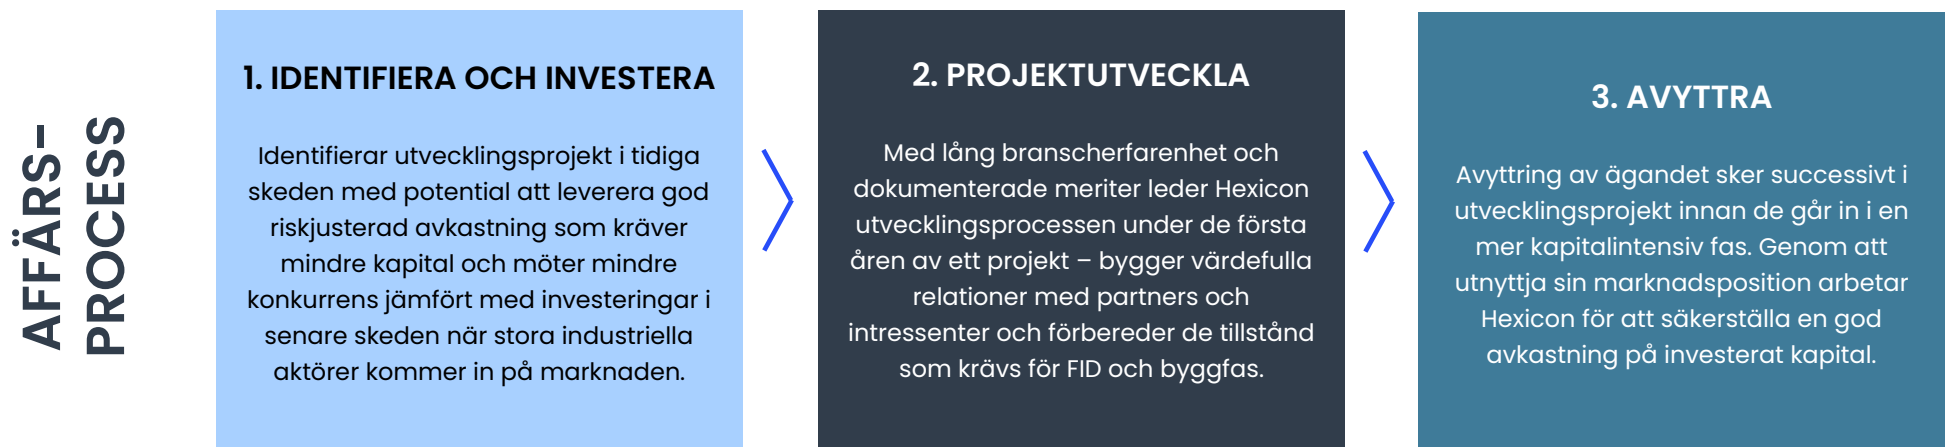 AFFÄRS–
PROCESS
1. IDENTIFIERA OCH INVESTERA
Identifierar utvecklingsprojekt i tidiga
skeden med potential att leverera god
riskjusterad avkastning som kräver
mindre kapital och möter mindre
konkurrens jämfört med investeringar i
senare skeden när stora industriella
aktörer kommer in på marknaden.
2. PROJEKTUTVECKLA
Med lång branscherfarenhet och
dokumenterade meriter leder Hexicon
utvecklingsprocessen under de första
åren av ett projekt – bygger värdefulla
relationer med partners och
intressenter och förbereder de tillstånd
som krävs för FID och byggfas.
3. AVYTTRA
Avyttring av ägandet sker successivt i
utvecklingsprojekt innan de går in i en
mer kapitalintensiv fas. Genom att
utnyttja sin marknadsposition arbetar
Hexicon för att säkerställa en god
avkastning på investerat kapital.